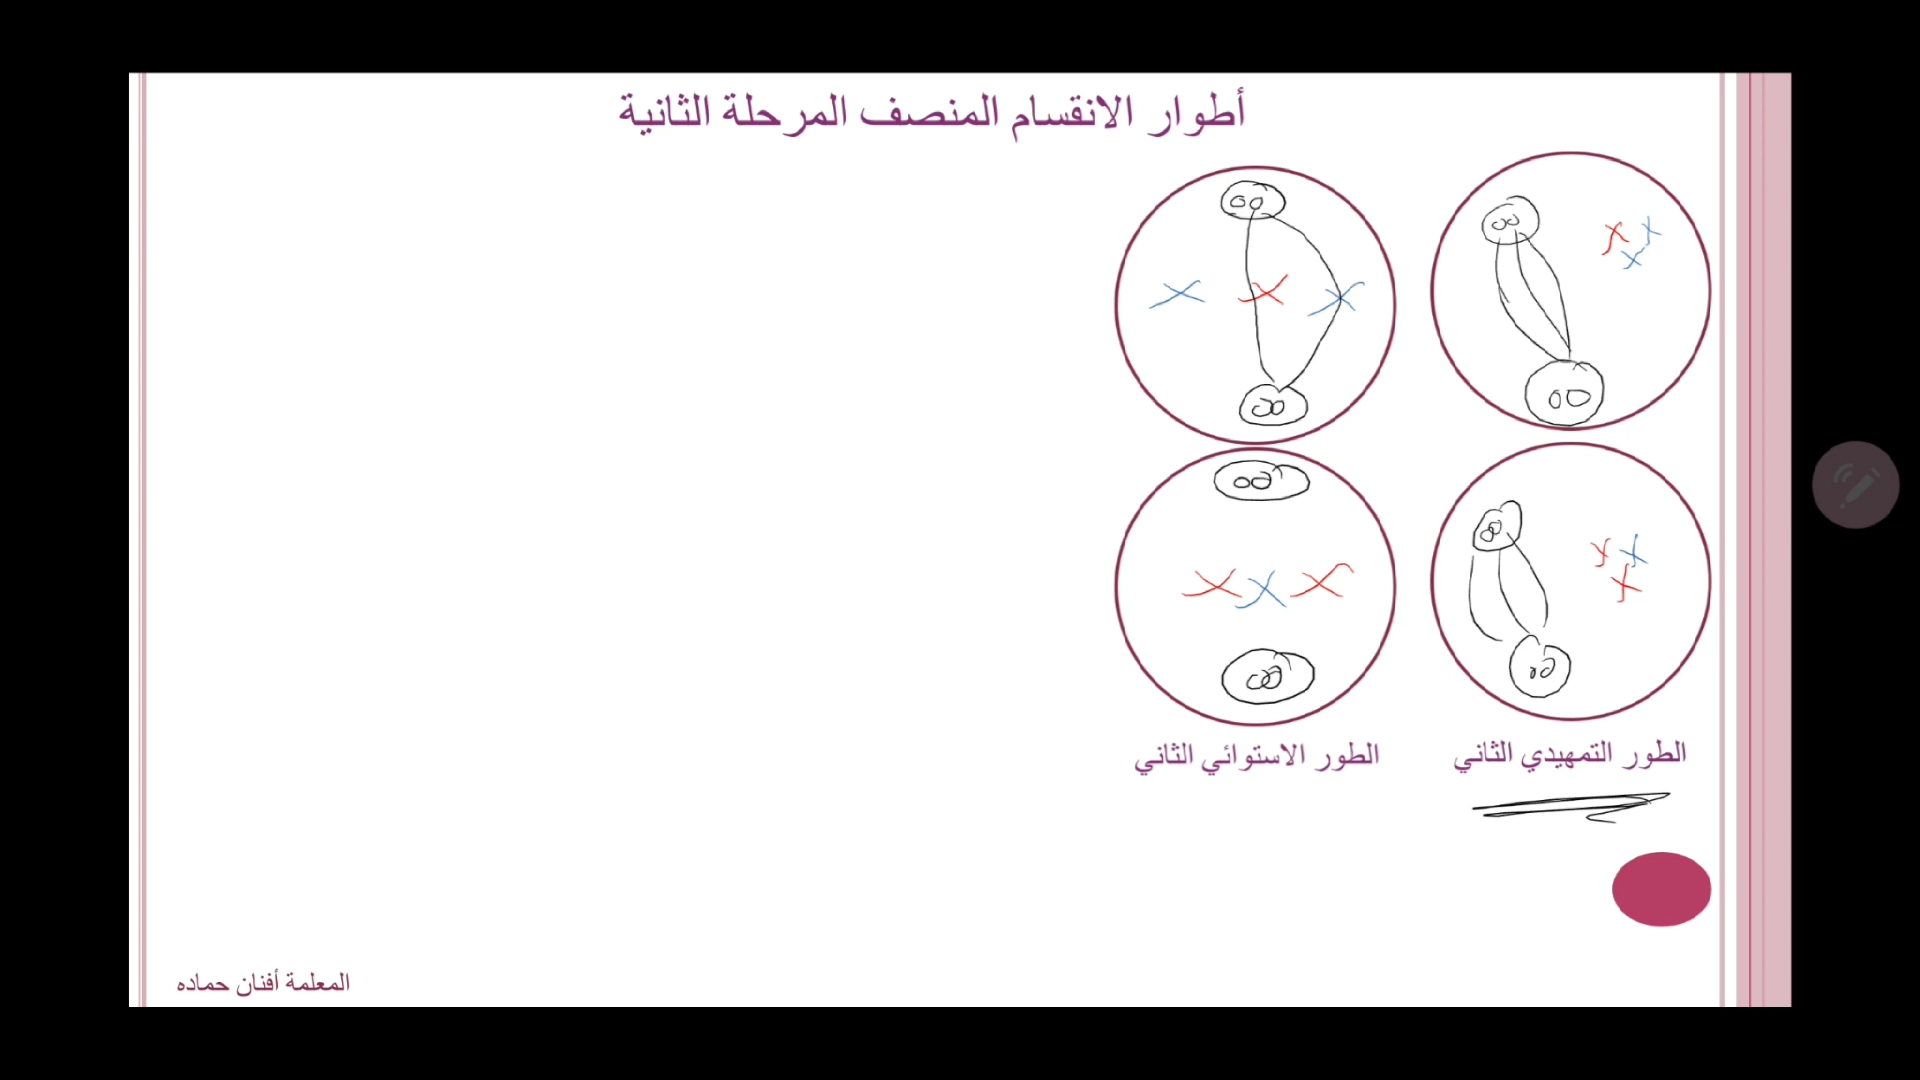 أطوار الانقسام المنصف المرحلة الثانية
الطور التمهيدي الثاني
الطور الاستوائي الثاني
المعلمة أفنان حماده